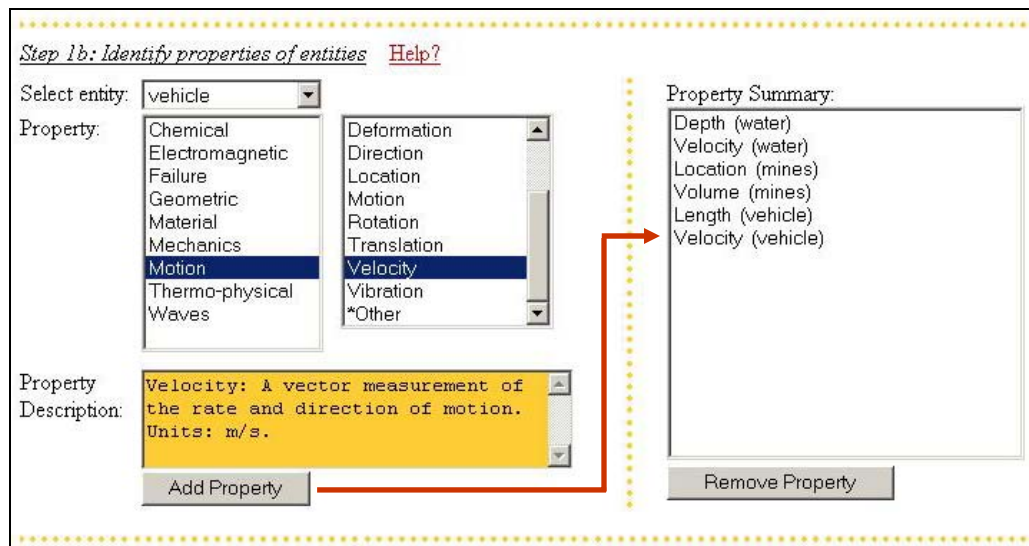 Step 1b: Identify properties of entities Help?
Select entity: vehicle
Property:
Chemical
Electromagnetic
Failure
Geometric
Material
Mechanics
Motion
Thermo-physical
Waves
Deformation
Direction
Location
Motion
Rotation
Translation
Velocity
Vibration
*Other
Property
Description:
Velocity: A vector measurement of
the rate and direction of motion.
Units: m/s.
Add Property
Property Summary:
Depth (water)
Velocity (water)
Location (mines)
Volume (mines)
Length (vehicle)
Velocity (vehicle)
Remove Property